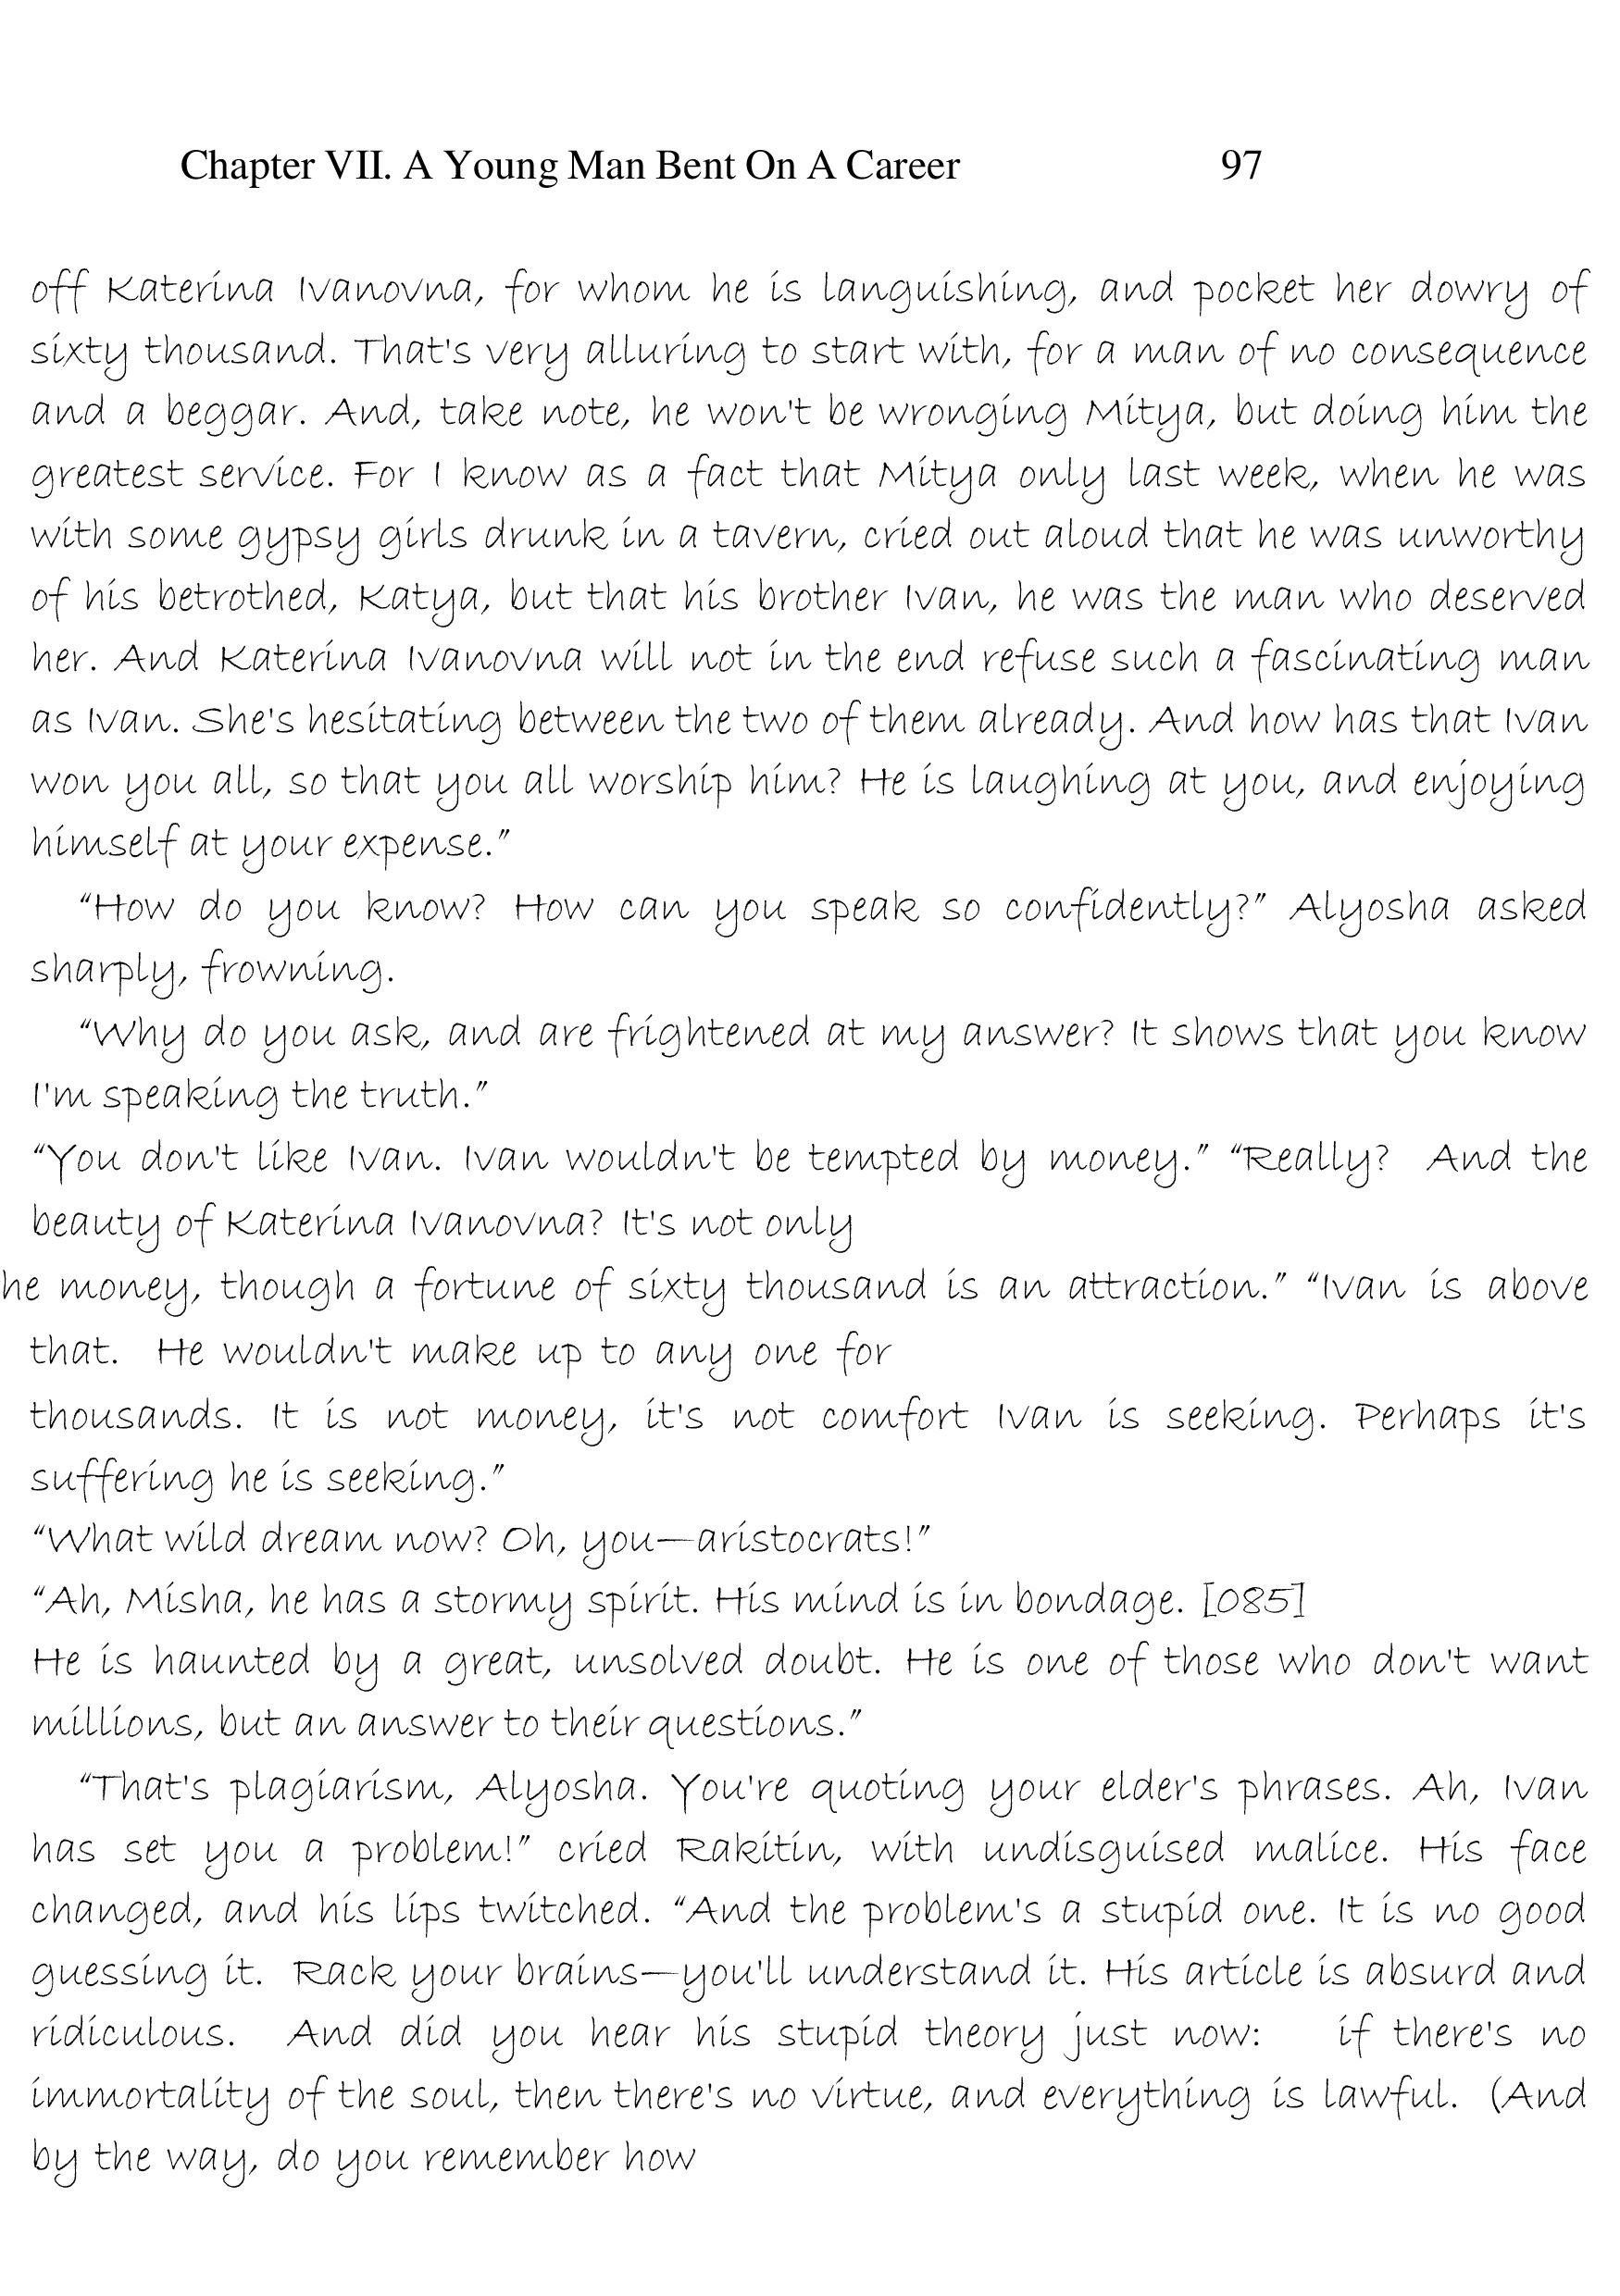 Chapter VII. A Young Man Bent On A Career 97
off Katerina Ivanovna, for whom he is languishing, and pocket her dowry of
sixty thousand. That's very alluring to start with, for a man of no consequence
and a beggar. And, take note, he won't be wronging Mitya, but doing him the
greatest service. For I know as a fact that Mitya only last week, when he was
with some gypsy girls drunk in a tavern, cried out aloud that he was unworthy
of his betrothed, Katya, but that his brother Ivan, he was the man who deserved
her. And Katerina Ivanovna will not in the end refuse such a fascinating man
as Ivan. She's hesitating between the two of them already. And how has that Ivan
won you all, so that you all worship him? He is laughing at you, and enjoying
himself at your expense.”
“How do you know? How can you speak so confidently?” Alyosha asked
sharply, frowning.
“Why do you ask, and are frightened at my answer? It shows that you know
I'm speaking the truth.”
“You don't like Ivan. Ivan wouldn't be tempted by money.” “Really? And the
beauty of Katerina Ivanovna? It's not only
he money, though a fortune of sixty thousand is an attraction.” “Ivan is above
that. He wouldn't make up to any one for
thousands. It is not money, it's not comfort Ivan is seeking. Perhaps it's
suffering he is seeking.”
“What wild dream now? Oh, you—aristocrats!”
“Ah, Misha, he has a stormy spirit. His mind is in bondage. [085]
He is haunted by a great, unsolved doubt. He is one of those who don't want
millions, but an answer to their questions.”
“That's plagiarism, Alyosha. You're quoting your elder's phrases. Ah, Ivan
has set you a problem!” cried Rakitin, with undisguised malice. His face
changed, and his lips twitched. “And the problem's a stupid one. It is no good
guessing it. Rack your brains—you'll understand it. His article is absurd and
ridiculous. And did you hear his stupid theory just now: if there's no
immortality of the soul, then there's no virtue, and everything is lawful. (And
by the way, do you remember how